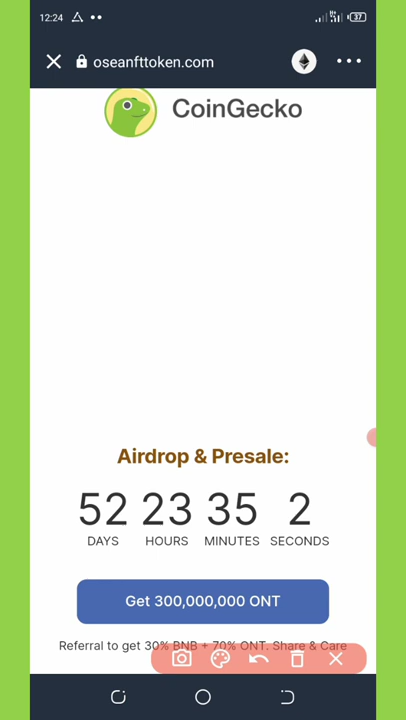 12:24
37
oseanfttoken.com
CoinGecko
Airdrop & Presale:
52 23 35 2
DAYS HOURS MINUTES SECONDS
Get 300,000,000 ONT
Referral to get 30% BNB + 70% ONT. Share & Care